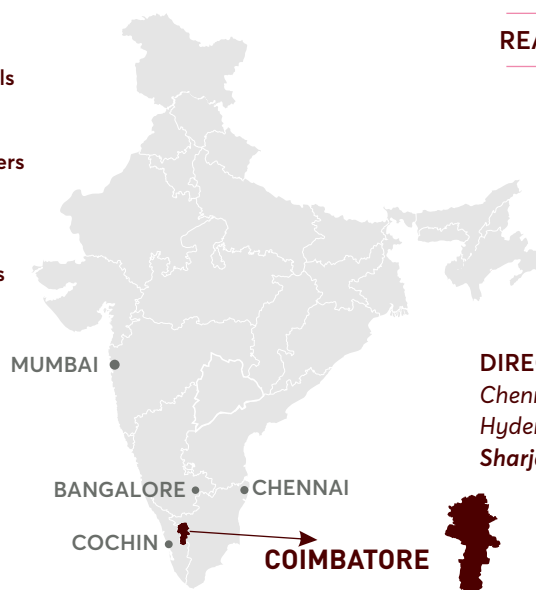 REA
ls
ers
s
MUMBAI
DIRE
Chenn
Hyder
Sharj
BANGALORE
CHENNAI
COCHIN
COIMBATORE